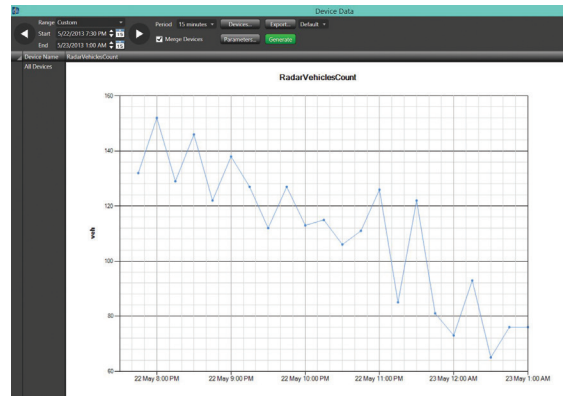 Device Data
Range Custom
Period 15 minutes Devices... Export... Default
Start 5/22/2013 7:30 PM 15
Merge Devices Parameters... Generate
End 5/23/2013 1:00 AM 15
Device Name RadarVehiclesCount
All Devices
RadarVehiclesCount
160
140
120
veh
100
80
60
22 May 8:00 PM 22 May 9:00 PM 22 May 10:00 PM 22 May 11:00 PM 23 May 12:00 AM 23 May 1:00 AM